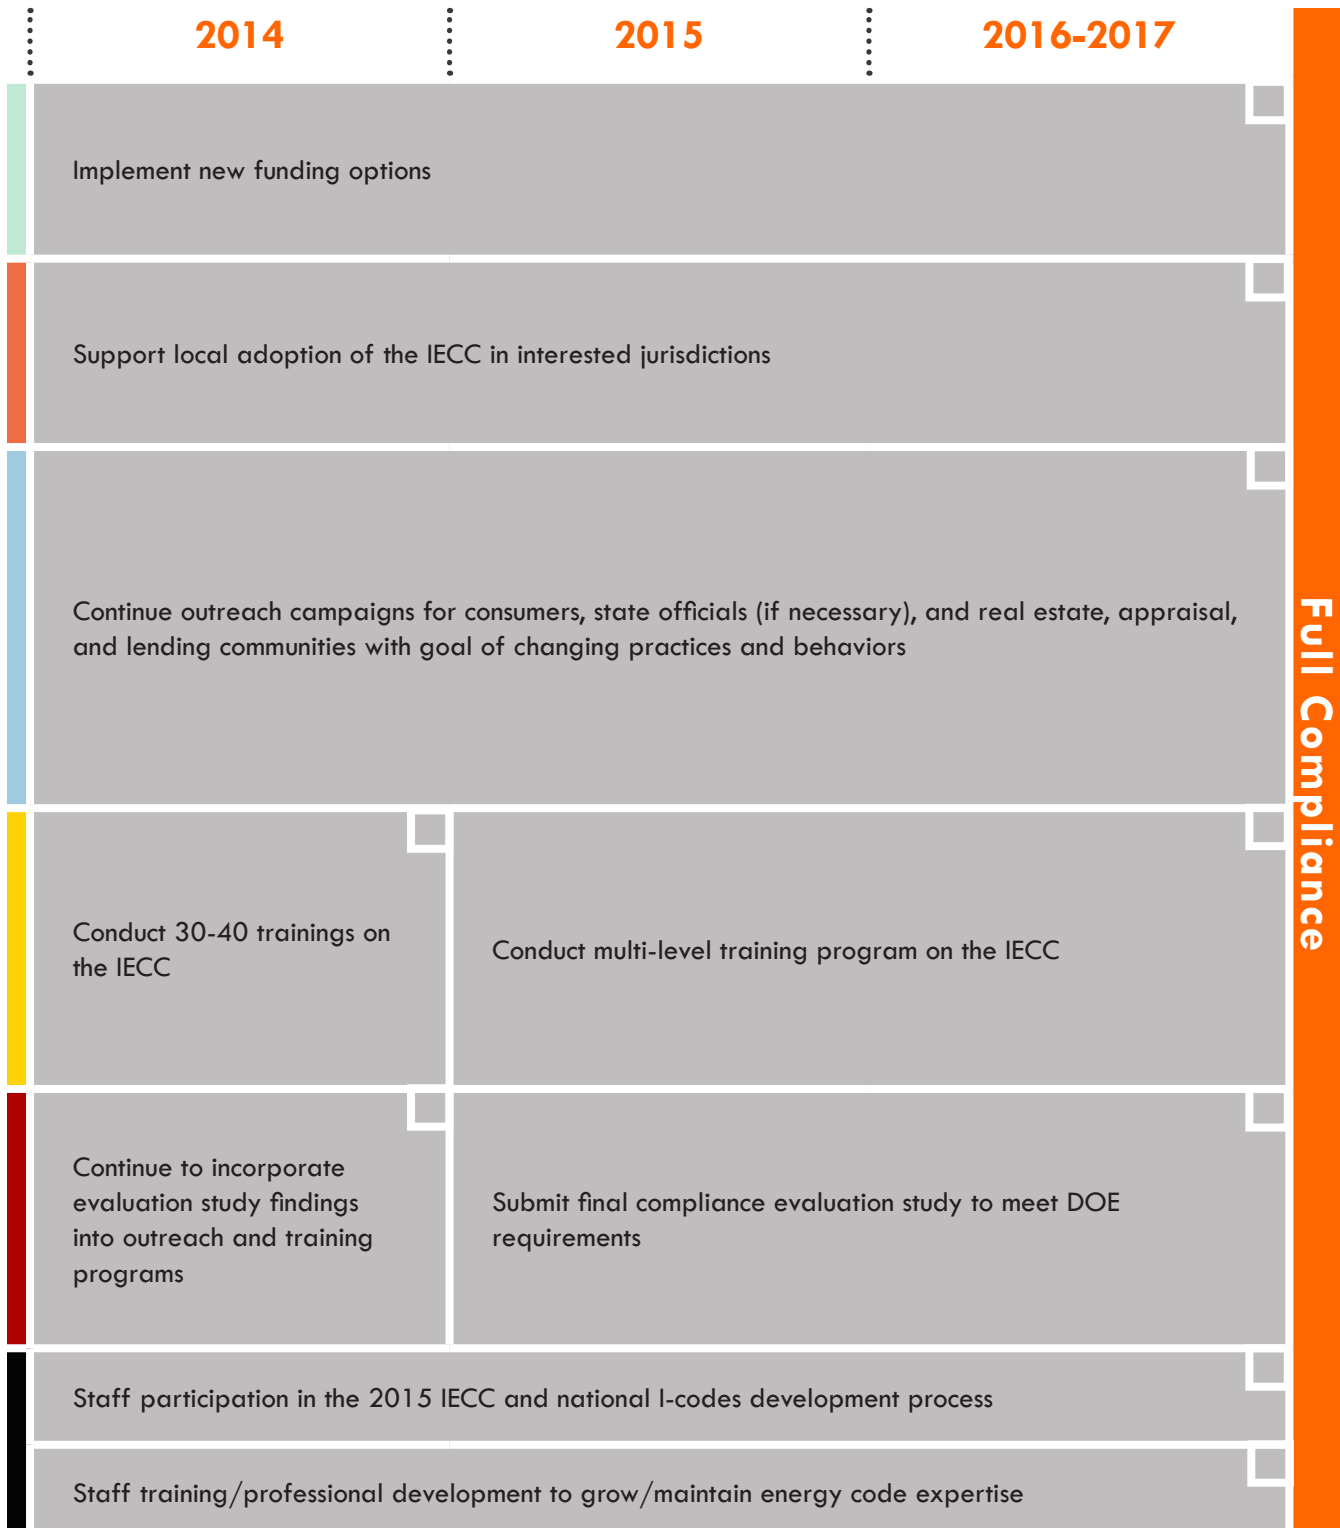 2014
2015
2016-2017
Implement new funding options
Support local adoption of the IECC in interested jurisdictions
Continue outreach campaigns for consumers, state officials (if necessary), and real estate, appraisal,
and lending communities with goal of changing practices and behaviors
Conduct 30-40 trainings on
the IECC
Conduct multi-level training program on the IECC
Continue to incorporate
evaluation study findings
into outreach and training
programs
Submit final compliance evaluation study to meet DOE
requirements
Staff participation in the 2015 IECC and national I-codes development process
Staff training/professional development to grow/maintain energy code expertise
Full Compliance